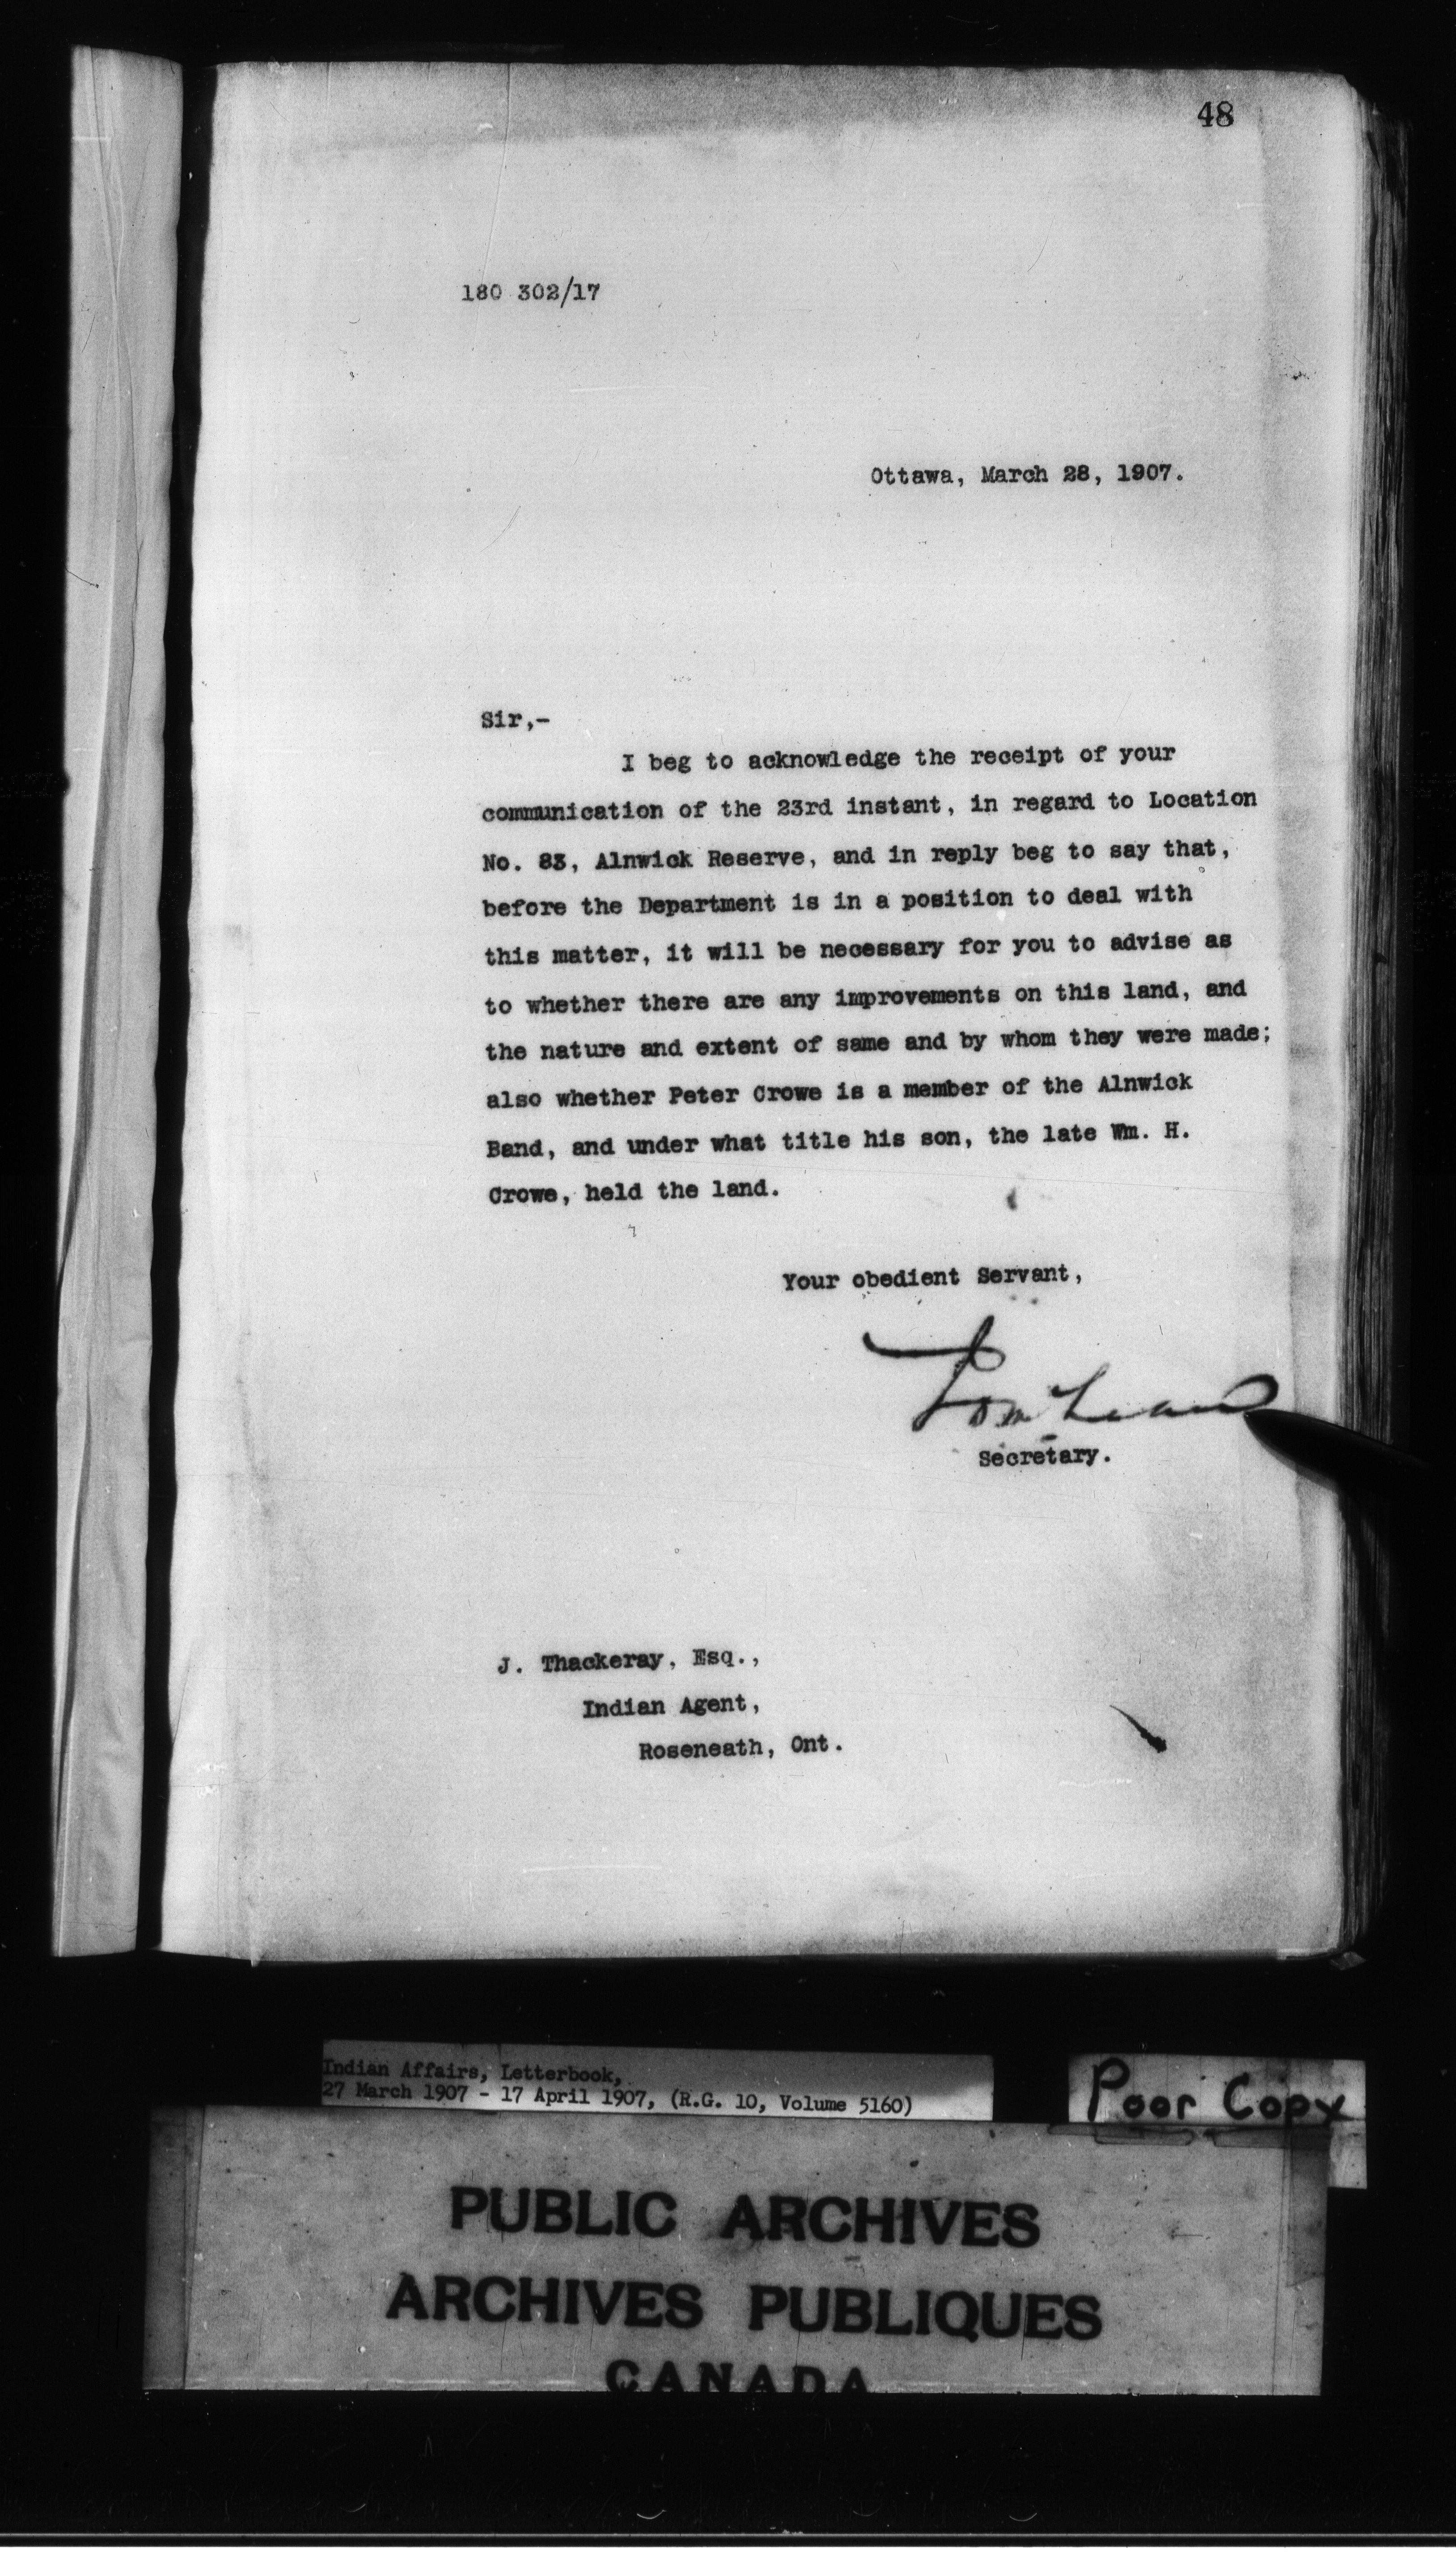 48
180 302/17
Ottawa, March 28, 1907.
Sir,-
I beg to acknowledge the receipt of your
communication of the 23rd instant, in regard to Location
No. 83, Alnwick Reserve, and in reply beg to say that,
before the Department is in a position to deal with
this matter, it will be necessary for you to advise as
to whether there are any improvements on this land, and
the nature and extent of same and by whom they were made;
also whether Peter Crowe is a member of the Alnwick
Band, and under what title his son, the late Wm. H.
Crowe, held the land.
Your obedient Servant,
Secretary.
J. Thackeray, Esq.,
Indian Agent,
Roseneath, Ont.
Indian Affairs, Letterbook,
27 March 1907 - 17 April 1907, (R.G. 10, Volume 5160)
Poor Copy
PUBLIC ARCHIVES
ARCHIVES PUBLIQUES
CANADA